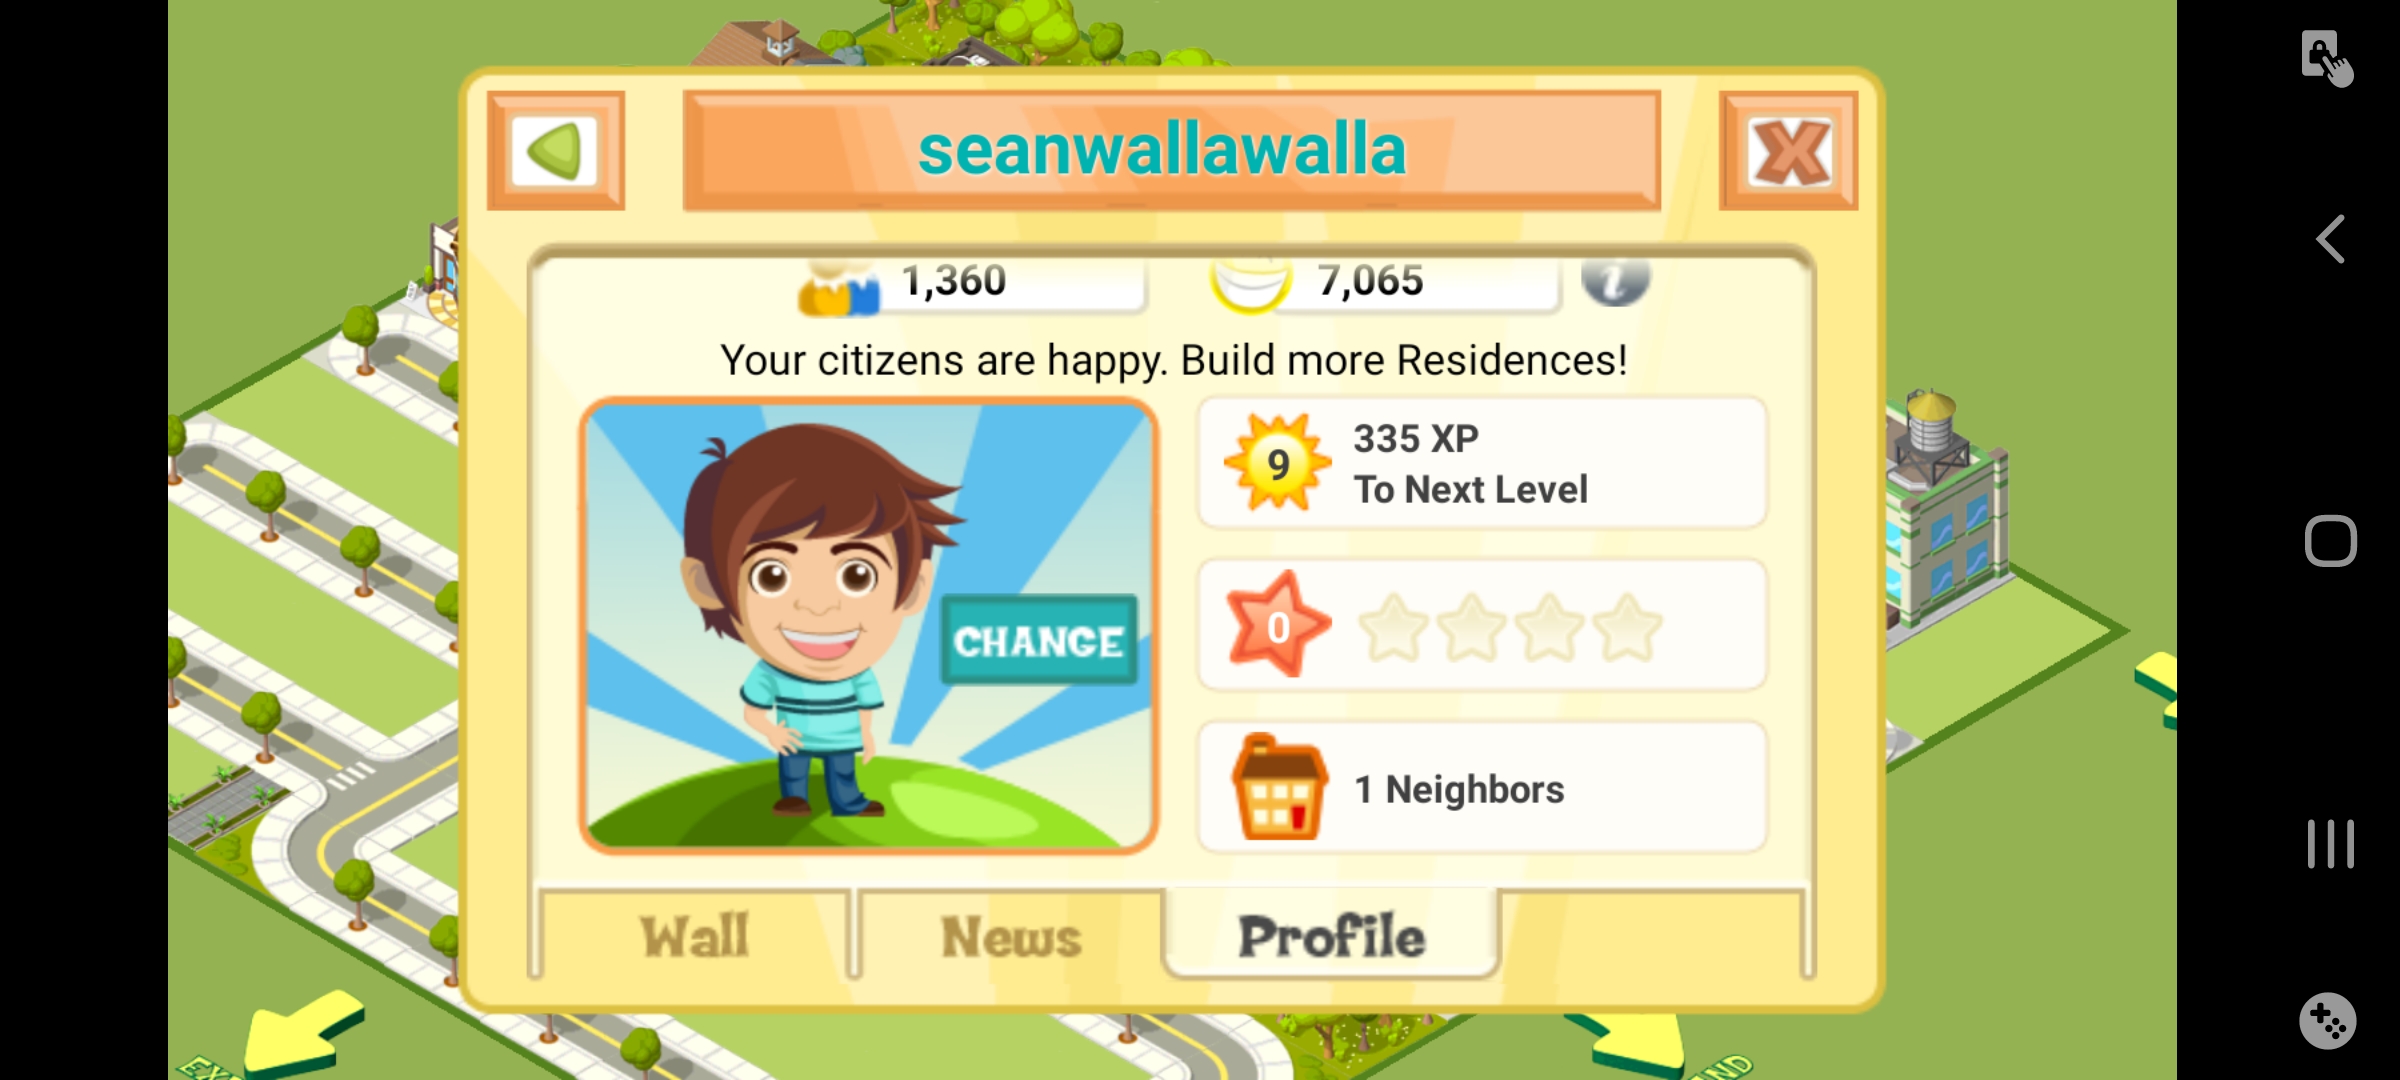 seanwallawalla
1,360
7,065
i
Your citizens are happy. Build more Residences!
9
335 XP
To Next Level
CHANGE
0
1 Neighbors
Wall
News
Profile